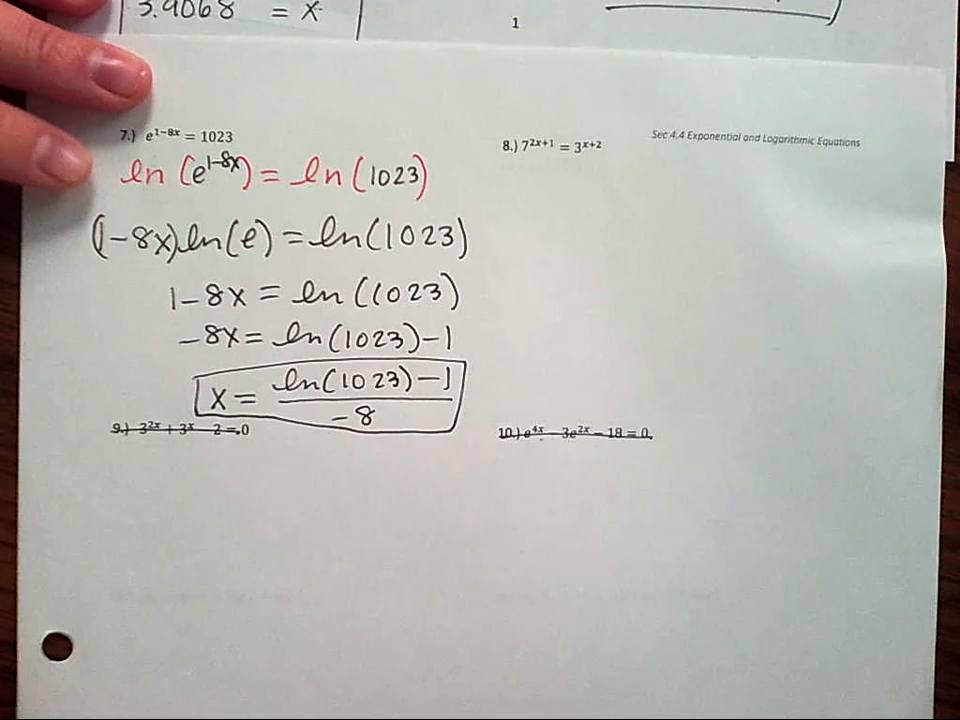 3.9068 = x
1
Sec 4.4 Exponential and Logarithmic Equations
7.) e^{1-8x} = 1023
ln (e^{1-8x}) = ln (1023)
(1-8x)ln(e) = ln(1023)
1-8x = ln (1023)
-8x = ln(1023)-1
x = \frac{ln(1023)-1}{-8}
8.) 7^{2x+1} = 3^{x+2}
9.) 3^{2x} + 3^x - 2 = 0
10.) e^{4x} - 3e^{2x} - 18 = 0